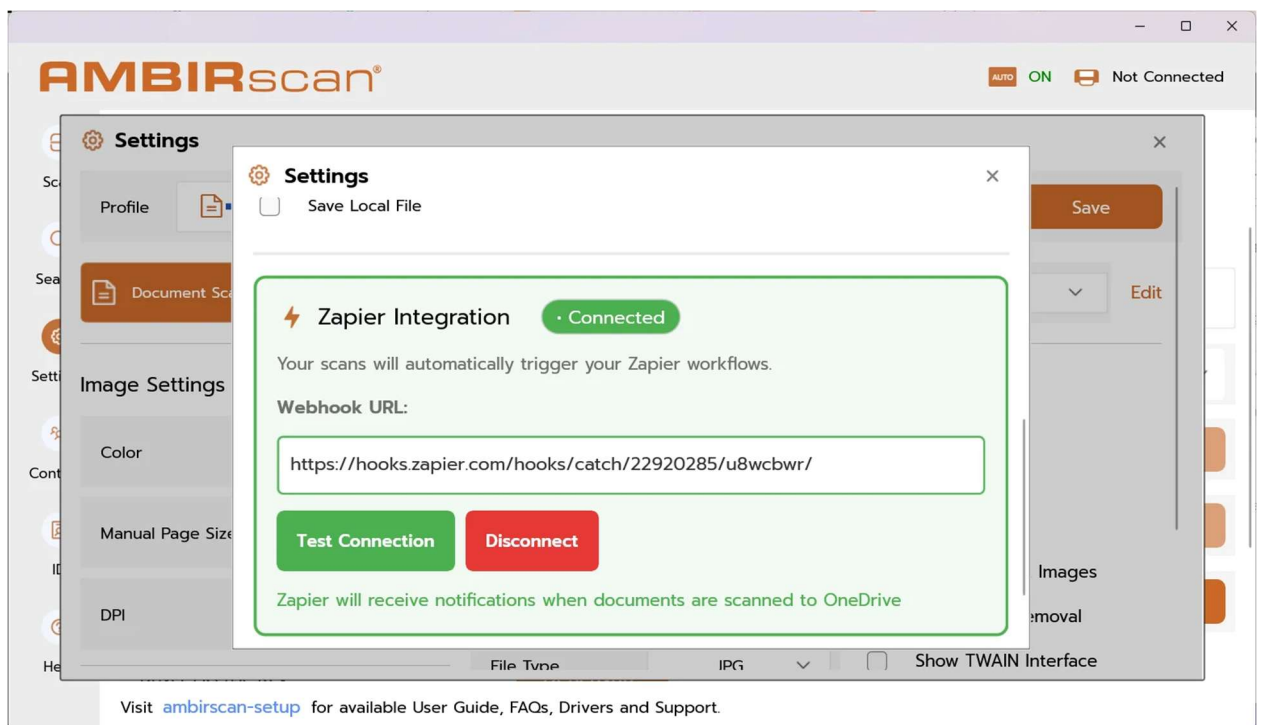 AMBIRscan®
AUTO ON Not Connected
Settings
Settings
Profile
Save Local File
Save
Document
Edit
Zapier Integration
· Connected
Your scans will automatically trigger your Zapier workflows.
Image Settings
Webhook URL:
Color
https://hooks.zapier.com/hooks/catch/22920285/u8wcbwr/
Manual Page Size
Test Connection
Disconnect
Images
Zapier will receive notifications when documents are scanned to OneDrive
DPI
File Type
JPG
Show TWAIN Interface
Visit ambirscan-setup for available User Guide, FAQs, Drivers and Support.